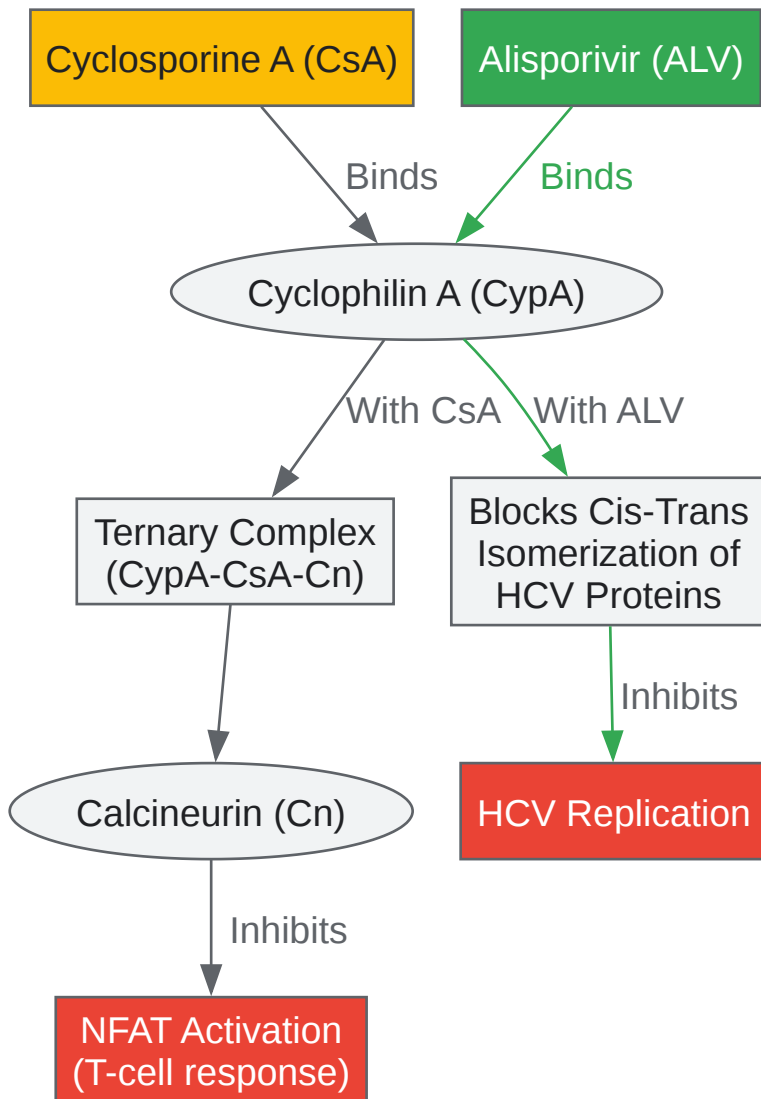 Cyclosporine A (CsA)
Alisporivir (ALV)
Binds
Binds
Cyclophilin A (CypA)
With CsA
With ALV
Ternary Complex
(CypA-CsA-Cn)
Blocks Cis-Trans
Isomerization of
HCV Proteins
Inhibits
Calcineurin (Cn)
HCV Replication
Inhibits
NFAT Activation
(T-cell response)